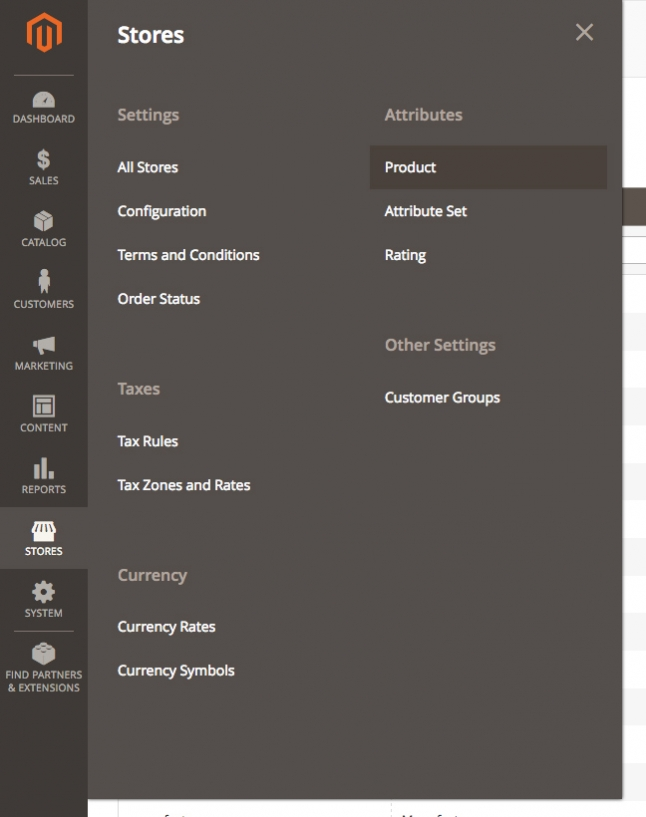 DASHBOARD
SALES
CATALOG
CUSTOMERS
MARKETING
CONTENT
REPORTS
STORES
SYSTEM
FIND PARTNERS
& EXTENSIONS
Stores
Settings
All Stores
Configuration
Terms and Conditions
Order Status
Taxes
Tax Rules
Tax Zones and Rates
Currency
Currency Rates
Currency Symbols
Attributes
Product
Attribute Set
Rating
Other Settings
Customer Groups